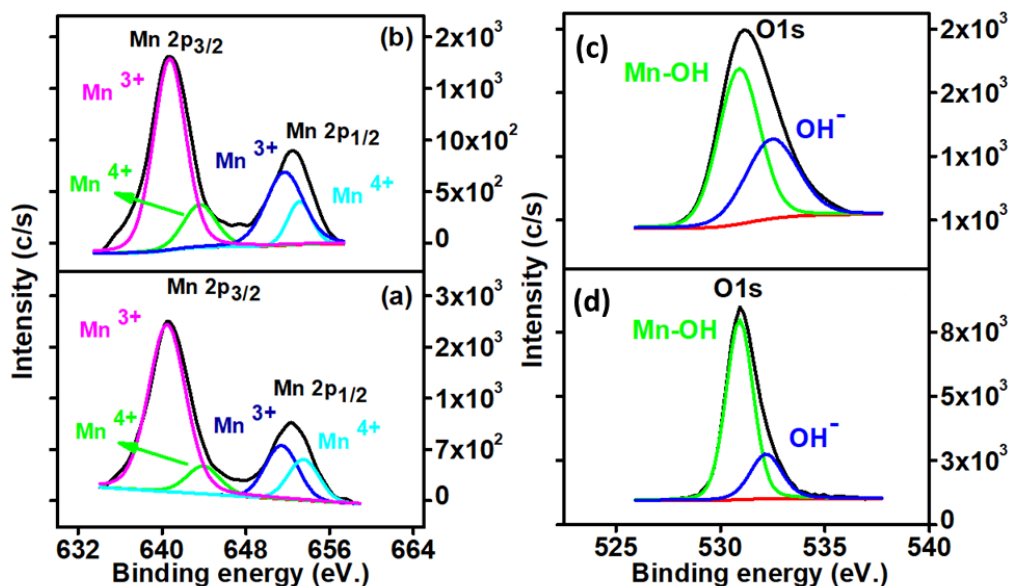 (b)
Mn 2p3/2
Mn 3+
Mn 4+
Mn 2p1/2
Mn 3+
Mn 4+
2x10³
2x10³
10x10²
5x10²
0
(a)
Mn 2p3/2
Mn 3+
Mn 4+
Mn 2p1/2
Mn 3+
Mn 4+
3x10³
2x10³
1x10³
7x10²
0
Intensity (c/s)
632 640 648 656 664
Binding energy (eV.)
(c)
O1s
Mn-OH
OH⁻
2x10³
2x10³
1x10³
1x10³
(d)
O1s
Mn-OH
OH⁻
8x10³
5x10³
3x10³
0
Intensity (c/s)
525 530 535 540
Binding energy (eV.)